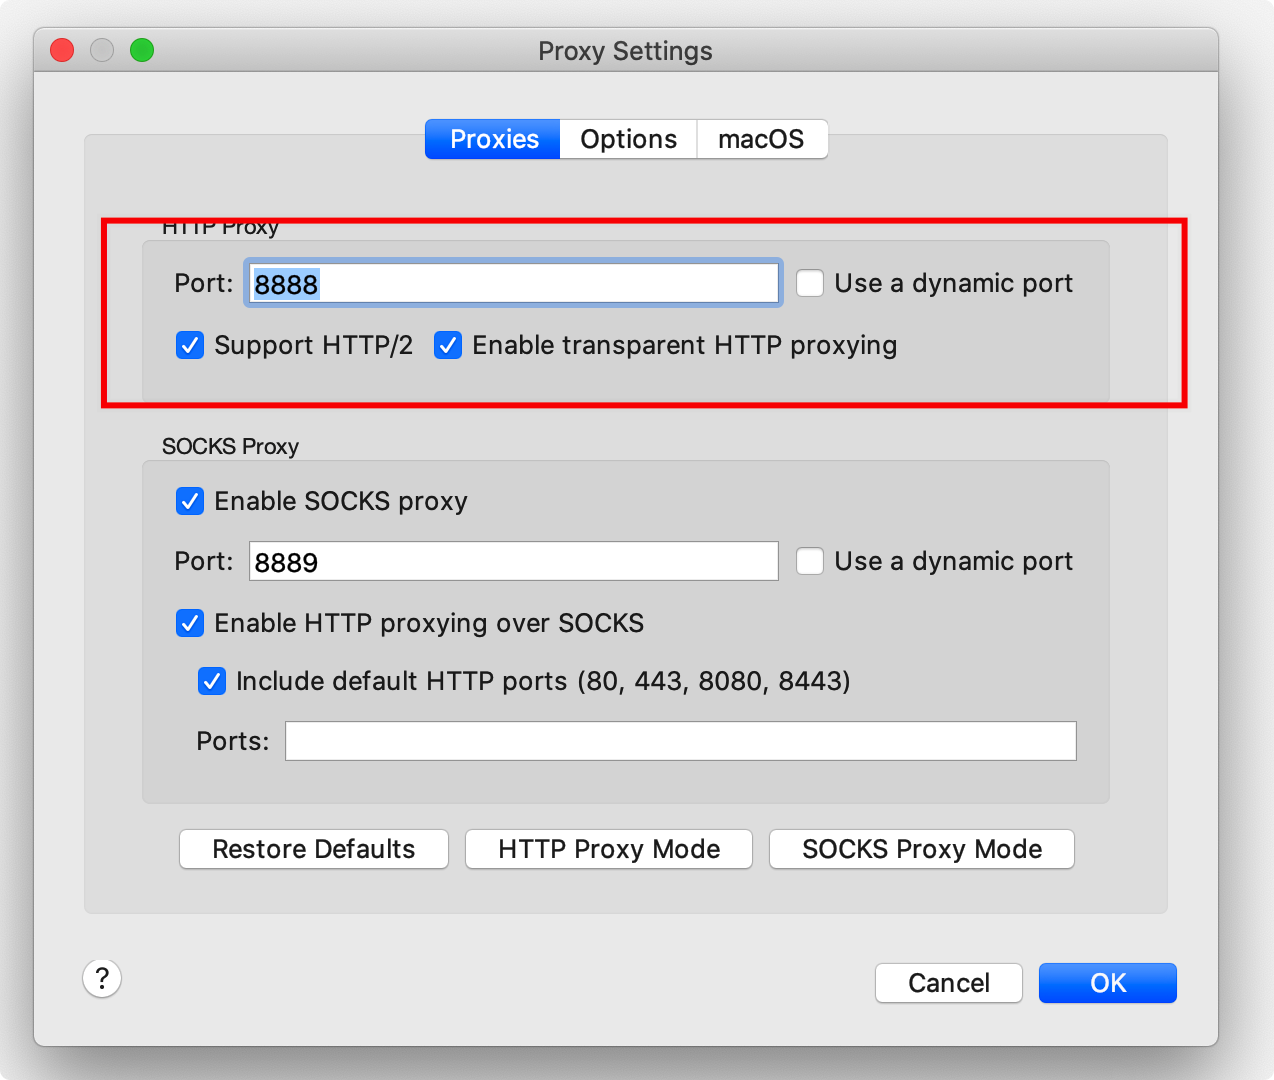 Proxy Settings
Proxies Options macOS
HTTP Proxy
Port: 8888 Use a dynamic port
Support HTTP/2 Enable transparent HTTP proxying
SOCKS Proxy
Enable SOCKS proxy
Port: 8889 Use a dynamic port
Enable HTTP proxying over SOCKS
Include default HTTP ports (80, 443, 8080, 8443)
Ports:
Restore Defaults HTTP Proxy Mode SOCKS Proxy Mode
? Cancel OK